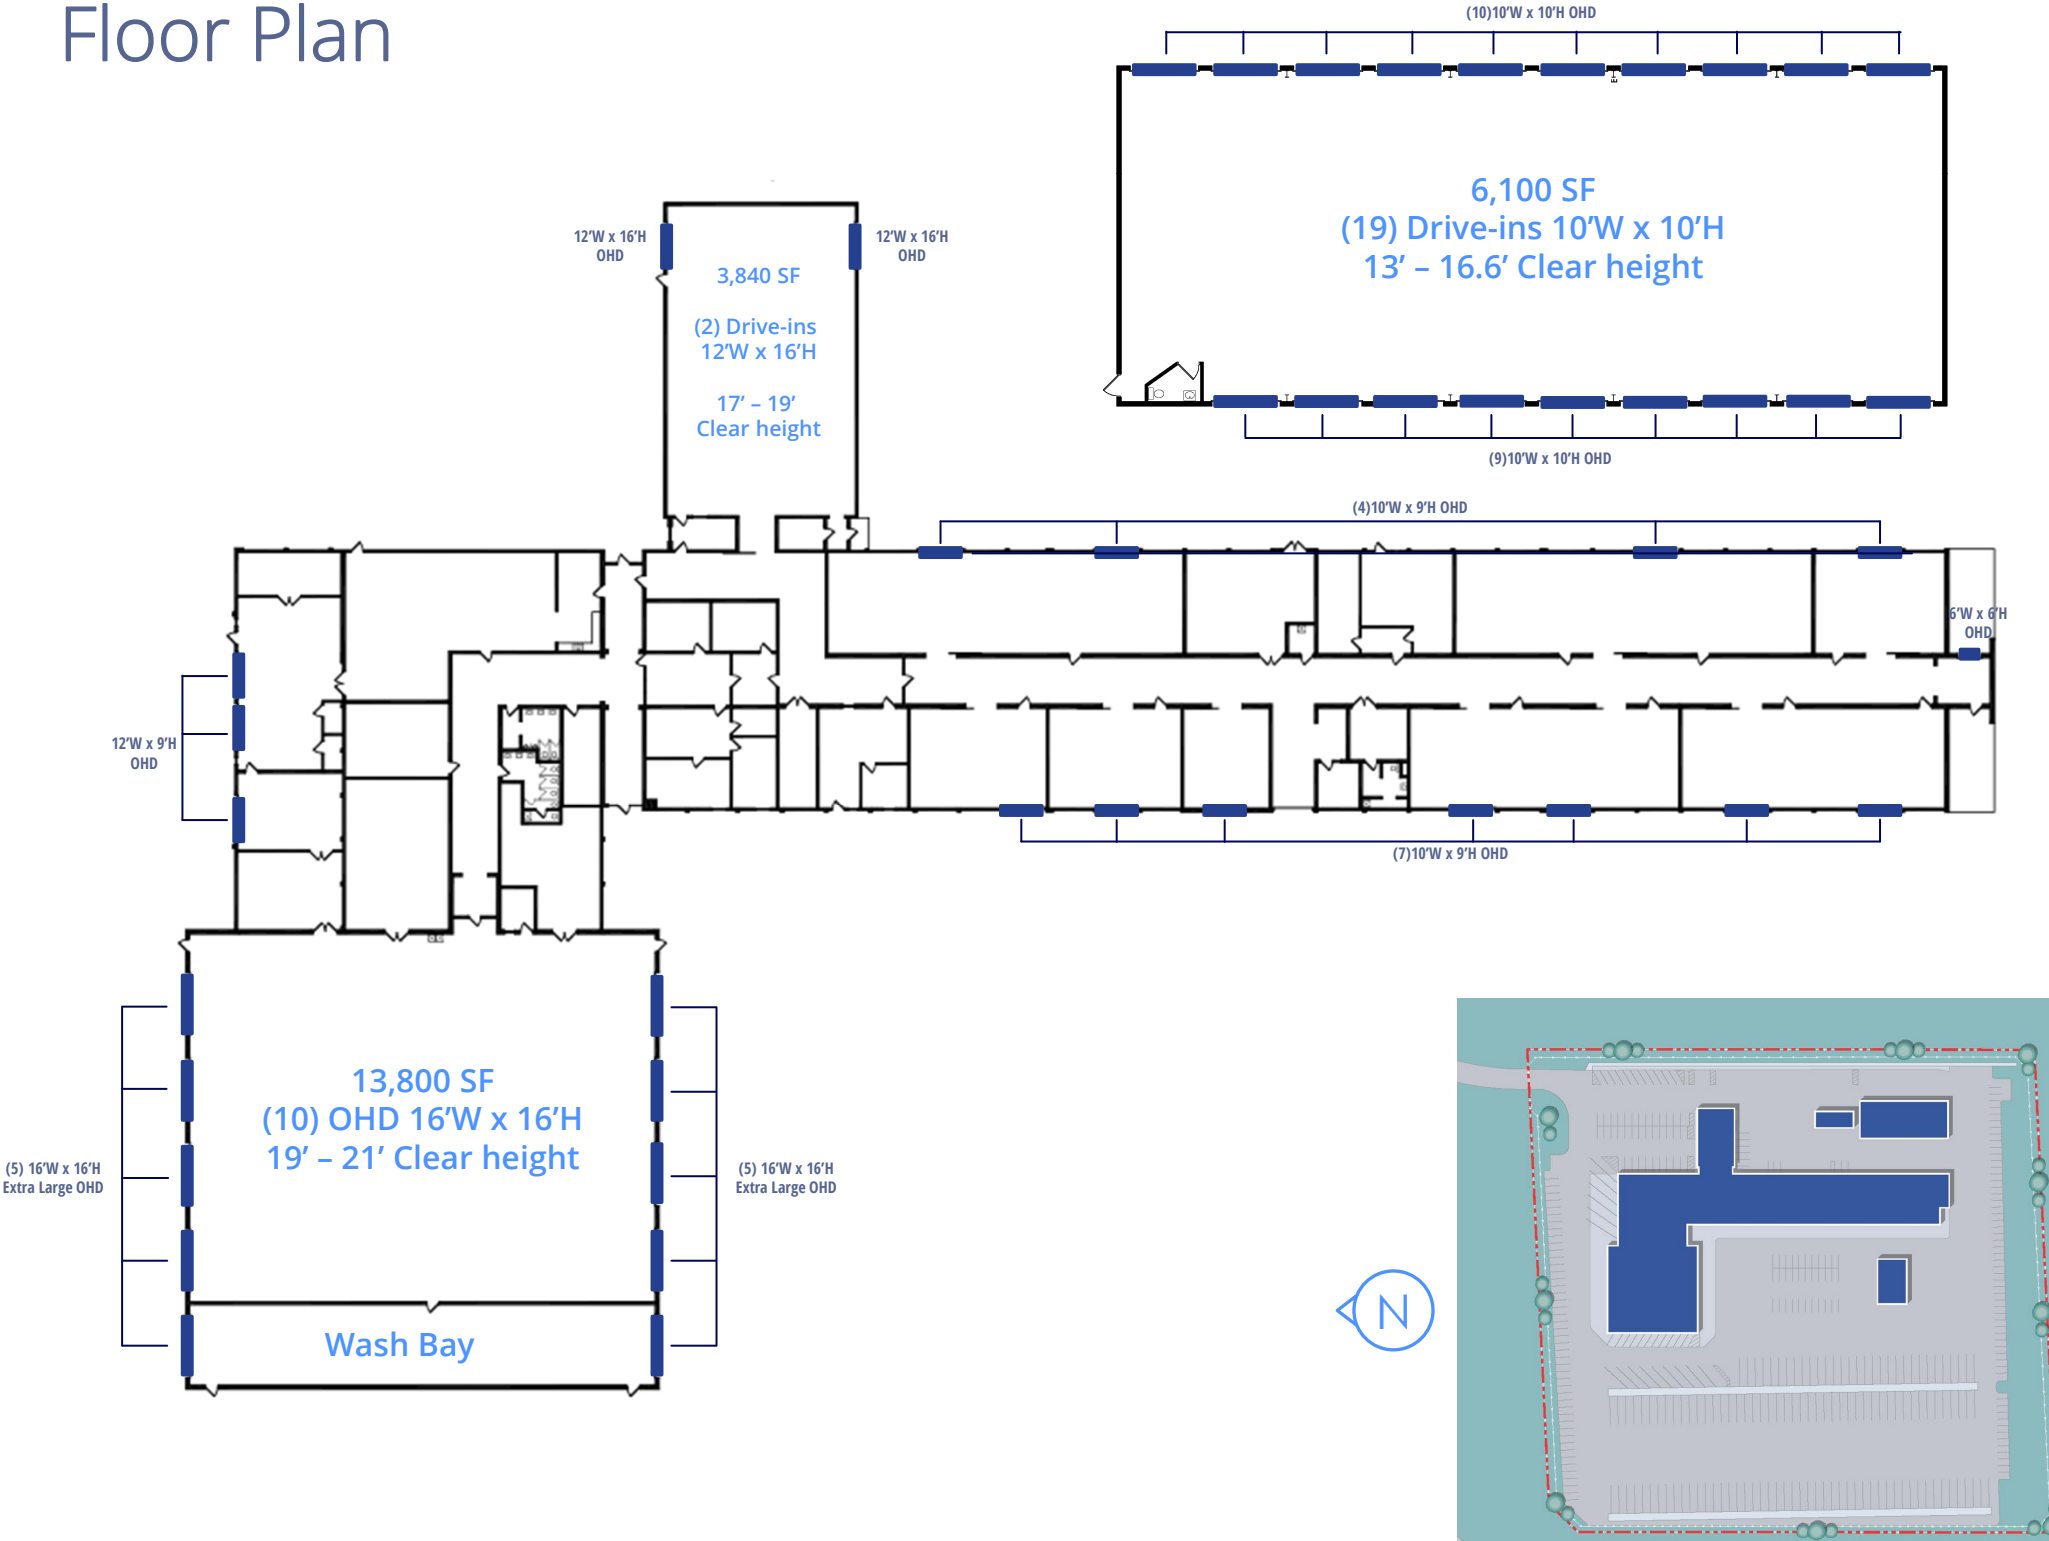 Floor Plan
(10)10’W x 10’H OHD
6,100 SF
(19) Drive-ins 10’W x 10’H
13’ – 16.6’ Clear height
(9)10’W x 10’H OHD
12’W x 16’H
OHD
12’W x 16’H
OHD
3,840 SF
(2) Drive-ins
12’W x 16’H
17’ – 19’
Clear height
(4)10’W x 9’H OHD
6’W x 6’H
OHD
12’W x 9’H
OHD
(7)10’W x 9’H OHD
13,800 SF
(10) OHD 16’W x 16’H
19’ – 21’ Clear height
(5) 16’W x 16’H
Extra Large OHD
(5) 16’W x 16’H
Extra Large OHD
Wash Bay
N